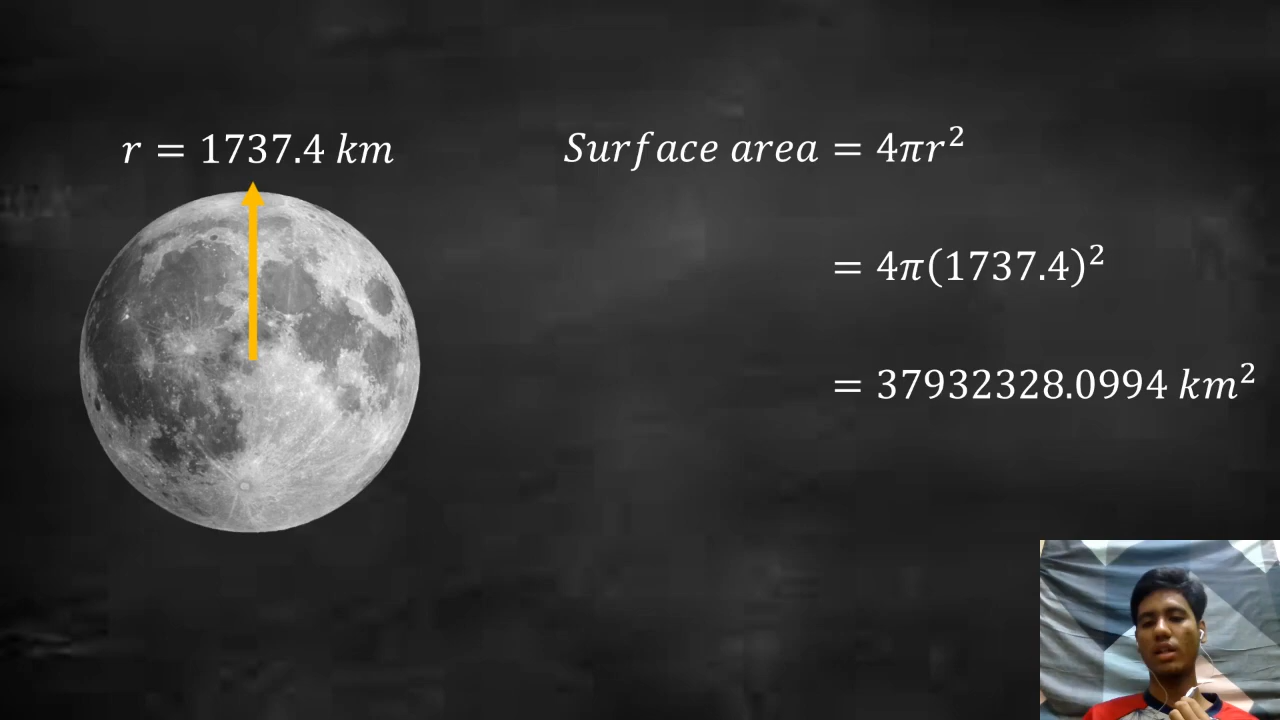 r = 1737.4 km
Surface area = 4πr²
= 4π(1737.4)²
= 37932328.0994 km²